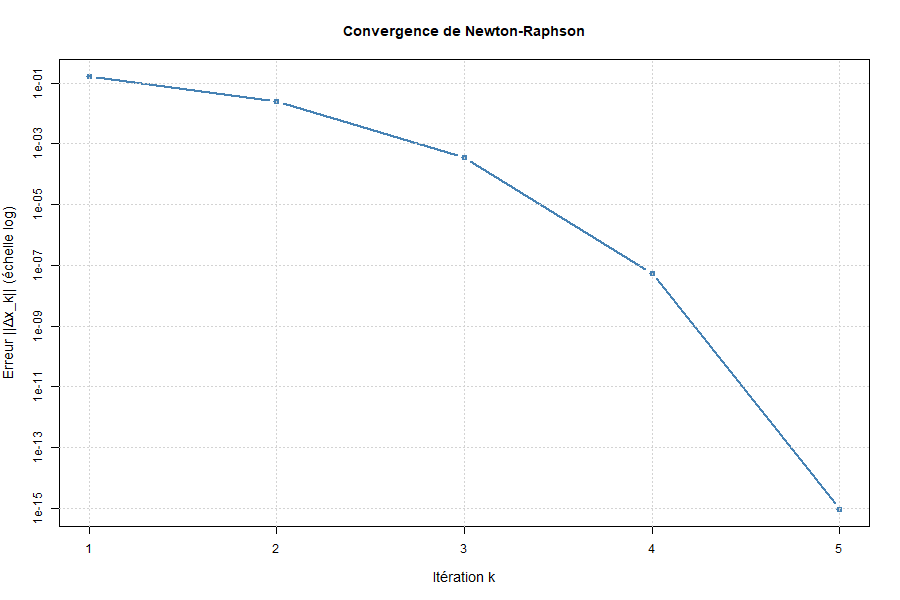 Convergence de Newton-Raphson
Erreur ||Δx_k|| (échelle log)
1e-01
1e-03
1e-05
1e-07
1e-09
1e-11
1e-13
1e-15
1
2
3
4
5
Itération k